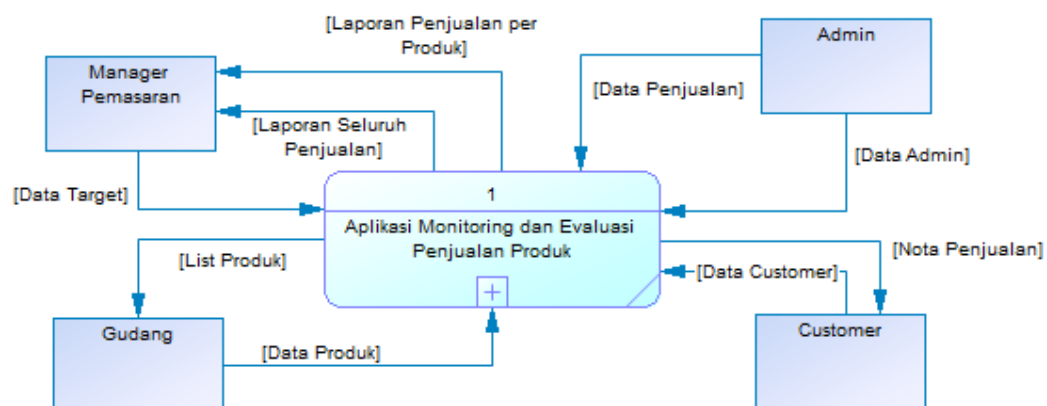 [Laporan Penjualan per
Produk]
Admin
Manager
Pemasaran
[Data Penjualan]
[Laporan Seluruh
Penjualan]
[Data Admin]
[Data Target]
1
Aplikasi Monitoring dan Evaluasi
Penjualan Produk
[List Produk]
[Nota Penjualan]
[Data Customer]
Gudang
Customer
[Data Produk]